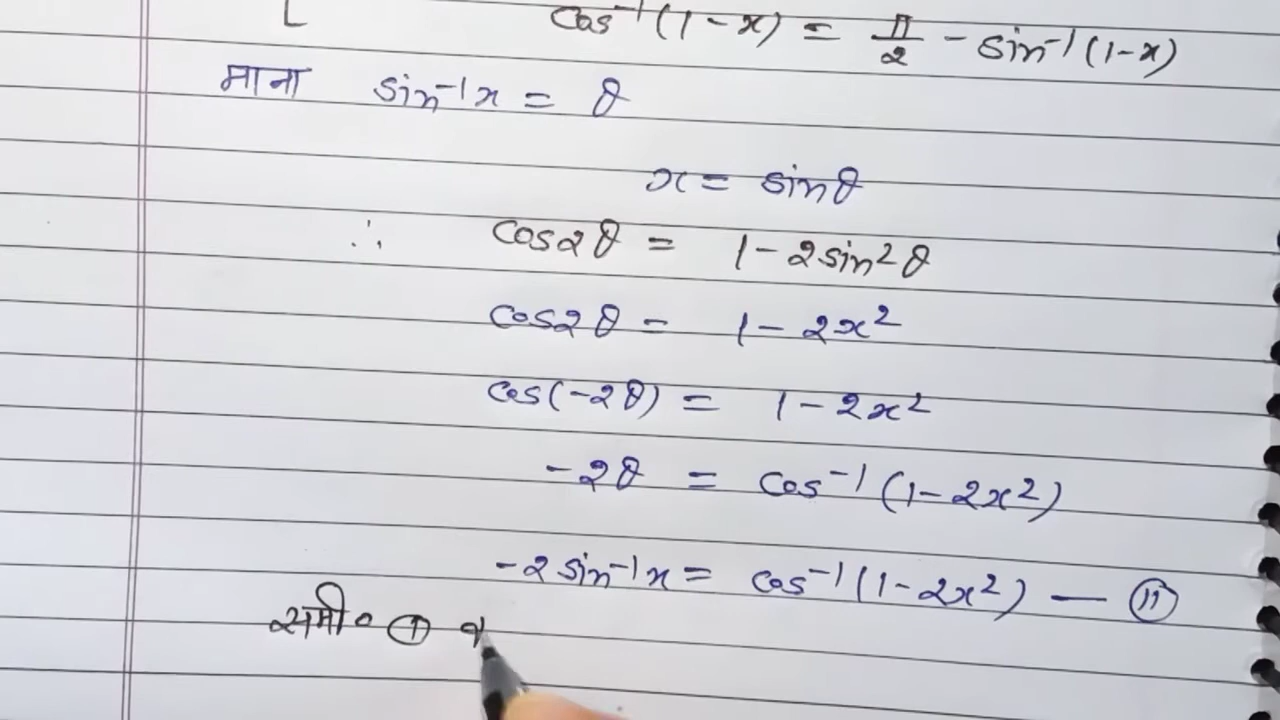 cos⁻¹(1-x) = π/2 - sin⁻¹(1-x)
माना sin⁻¹x = θ
x = sinθ
∴ cos2θ = 1-2sin²θ
cos2θ = 1-2x²
cos(-2θ) = 1-2x²
-2θ = cos⁻¹(1-2x²)
-2sin⁻¹x = cos⁻¹(1-2x²) — (ii)
समी० (i)